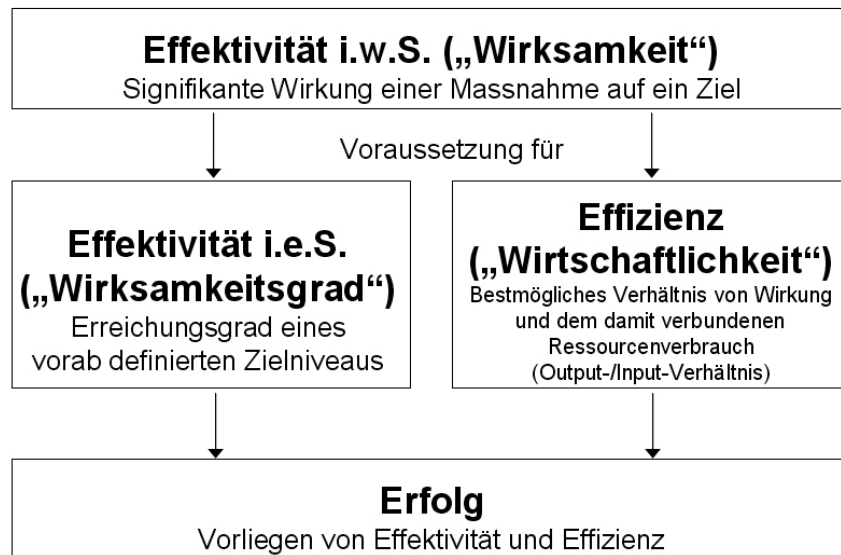 Effektivität i.w.S. („Wirksamkeit“)
Signifikante Wirkung einer Massnahme auf ein Ziel
Voraussetzung für
Effektivität i.e.S.
(„Wirksamkeitsgrad“)
Erreichungsgrad eines
vorab definierten Zielniveaus
Effizienz
(„Wirtschaftlichkeit“)
Bestmögliches Verhältnis von Wirkung
und dem damit verbundenen
Ressourcenverbrauch
(Output-/Input-Verhältnis)
Erfolg
Vorliegen von Effektivität und Effizienz